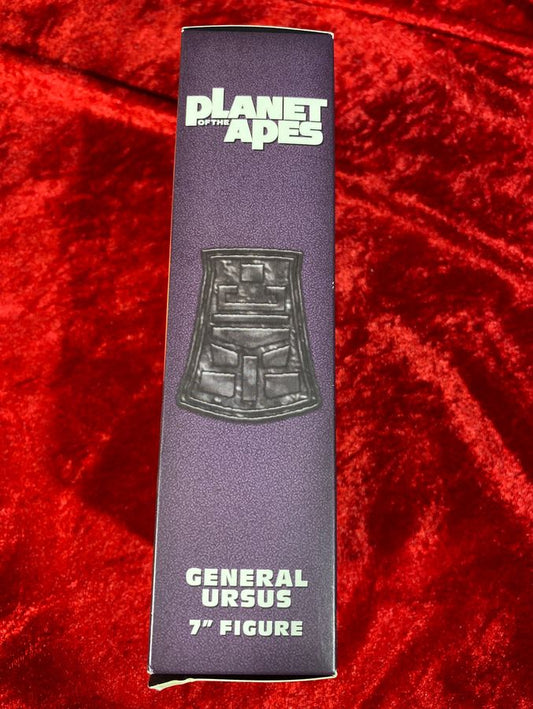 PLANET
OF THE APES
GENERAL
URSUS
7” FIGURE